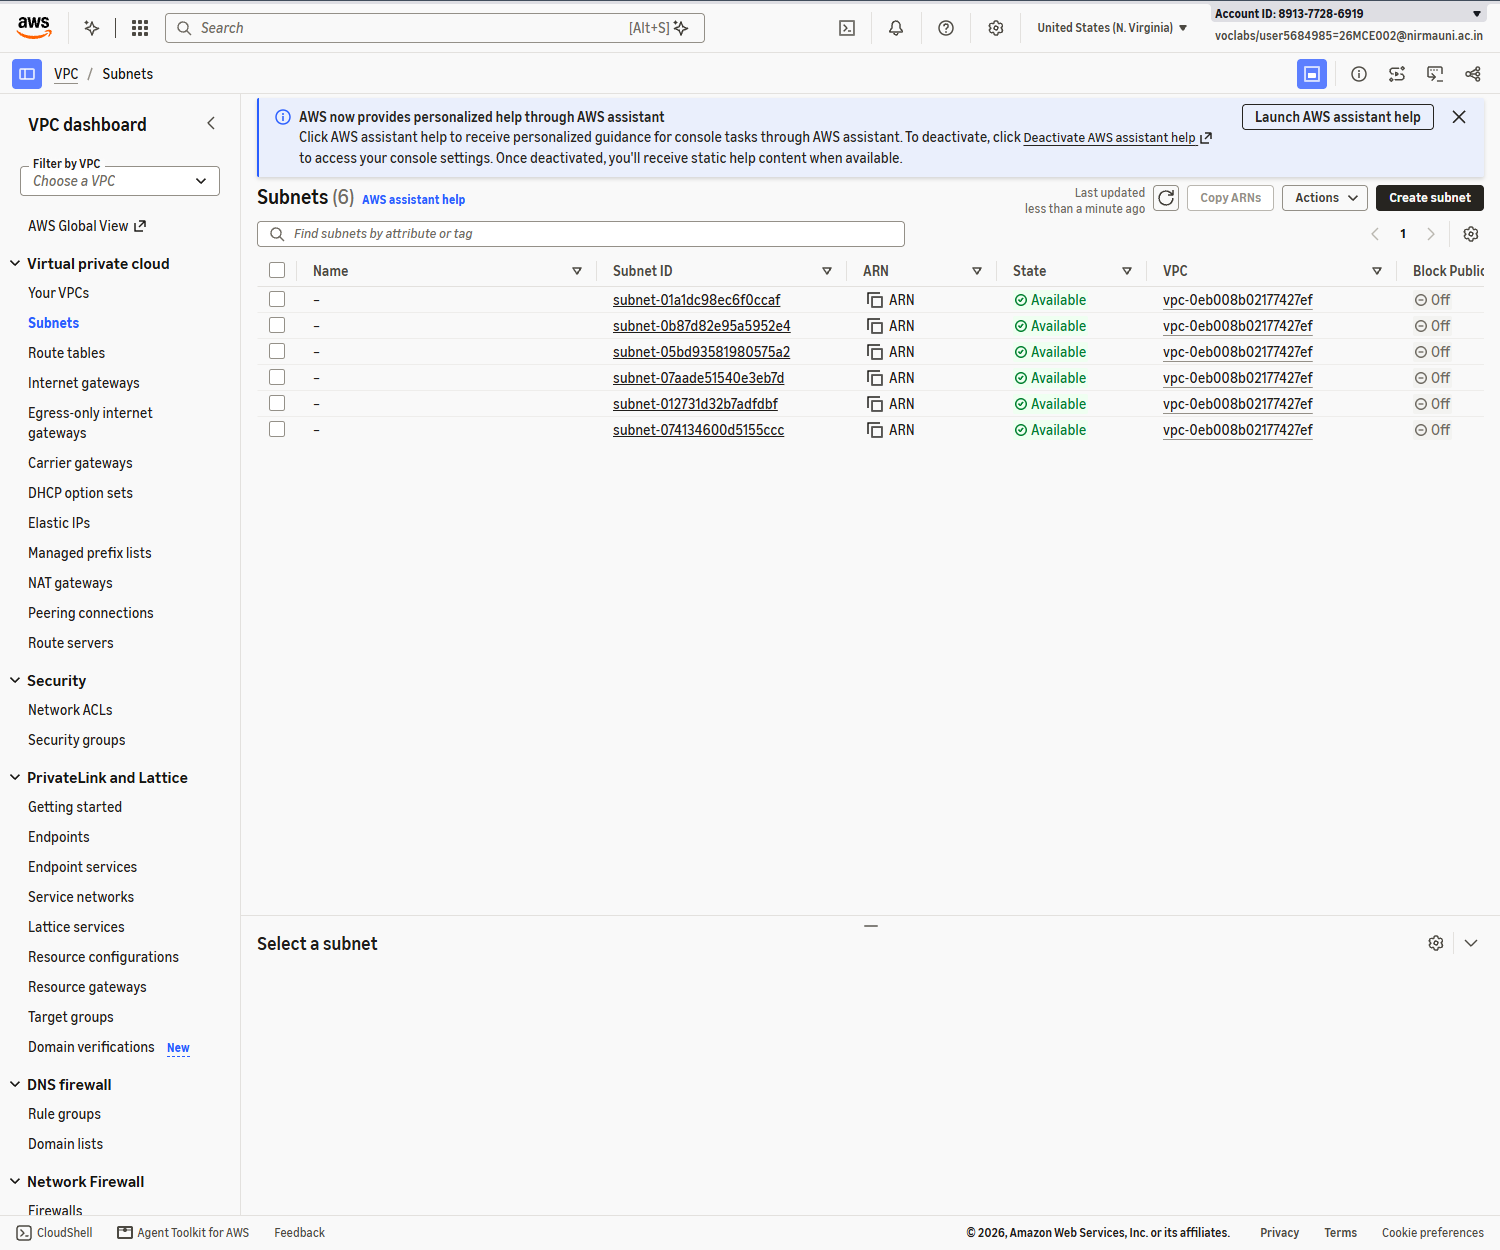 aws
Search [Alt+S]
United States (N. Virginia)
Account ID: 8913-7728-6919
voclabs/user5684985=26MCE002@nirmauni.ac.in
VPC / Subnets
VPC dashboard
Filter by VPC
Choose a VPC
AWS Global View
Virtual private cloud
Your VPCs
Subnets
Route tables
Internet gateways
Egress-only internet
gateways
Carrier gateways
DHCP option sets
Elastic IPs
Managed prefix lists
NAT gateways
Peering connections
Route servers
Security
Network ACLs
Security groups
PrivateLink and Lattice
Getting started
Endpoints
Endpoint services
Service networks
Lattice services
Resource configurations
Resource gateways
Target groups
Domain verifications New
DNS firewall
Rule groups
Domain lists
Network Firewall
Firewalls
AWS now provides personalized help through AWS assistant
Click AWS assistant help to receive personalized guidance for console tasks through AWS assistant. To deactivate, click Deactivate AWS assistant help
to access your console settings. Once deactivated, you'll receive static help content when available.
Launch AWS assistant help
Subnets (6) AWS assistant help
Last updated
less than a minute ago
Copy ARNs
Actions
Create subnet
Find subnets by attribute or tag
1
Name Subnet ID ARN State VPC Block Public
– subnet-01a1dc98ec6f0ccaf ARN Available vpc-0eb008b02177427ef Off
– subnet-0b87d82e95a5952e4 ARN Available vpc-0eb008b02177427ef Off
– subnet-05bd93581980575a2 ARN Available vpc-0eb008b02177427ef Off
– subnet-07aade51540e3eb7d ARN Available vpc-0eb008b02177427ef Off
– subnet-012731d32b7adfdbf ARN Available vpc-0eb008b02177427ef Off
– subnet-074134600d5155ccc ARN Available vpc-0eb008b02177427ef Off
Select a subnet
CloudShell Agent Toolkit for AWS Feedback
© 2026, Amazon Web Services, Inc. or its affiliates. Privacy Terms Cookie preferences